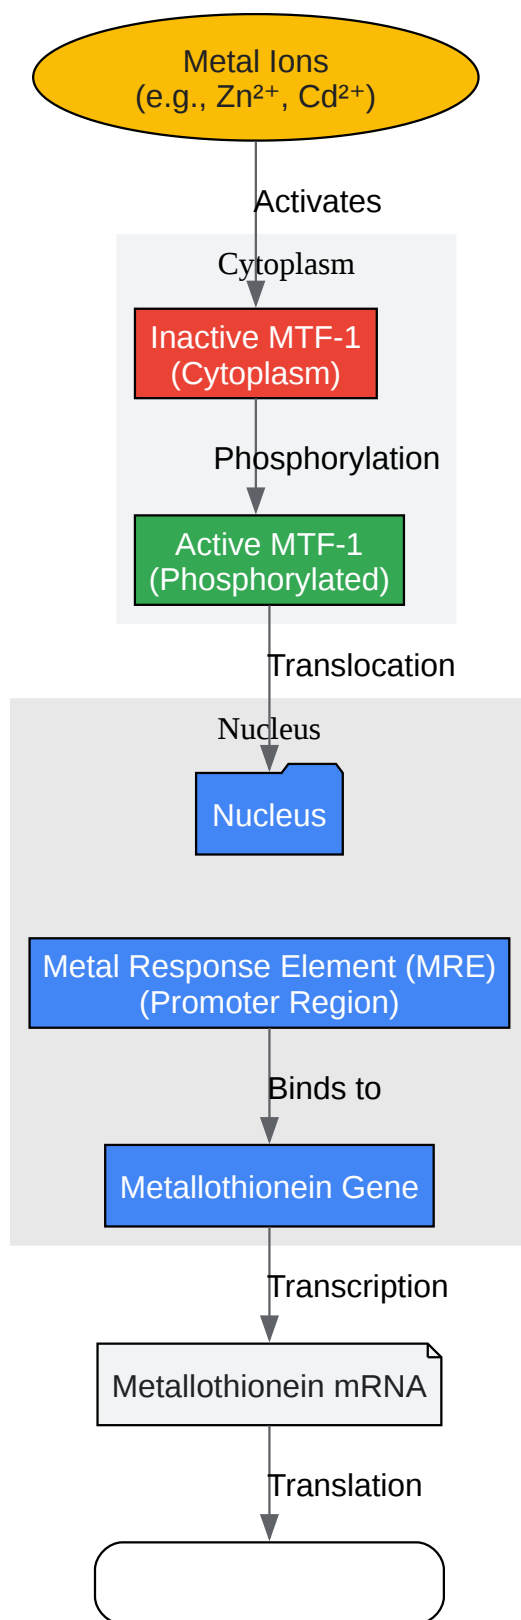 Metal Ions
(e.g., Zn²⁺, Cd²⁺)
Activates
Cytoplasm
Inactive MTF-1
(Cytoplasm)
Phosphorylation
Active MTF-1
(Phosphorylated)
Translocation
Nucleus
Nucleus
Metal Response Element (MRE)
(Promoter Region)
Binds to
Metallothionein Gene
Transcription
Metallothionein mRNA
Translation